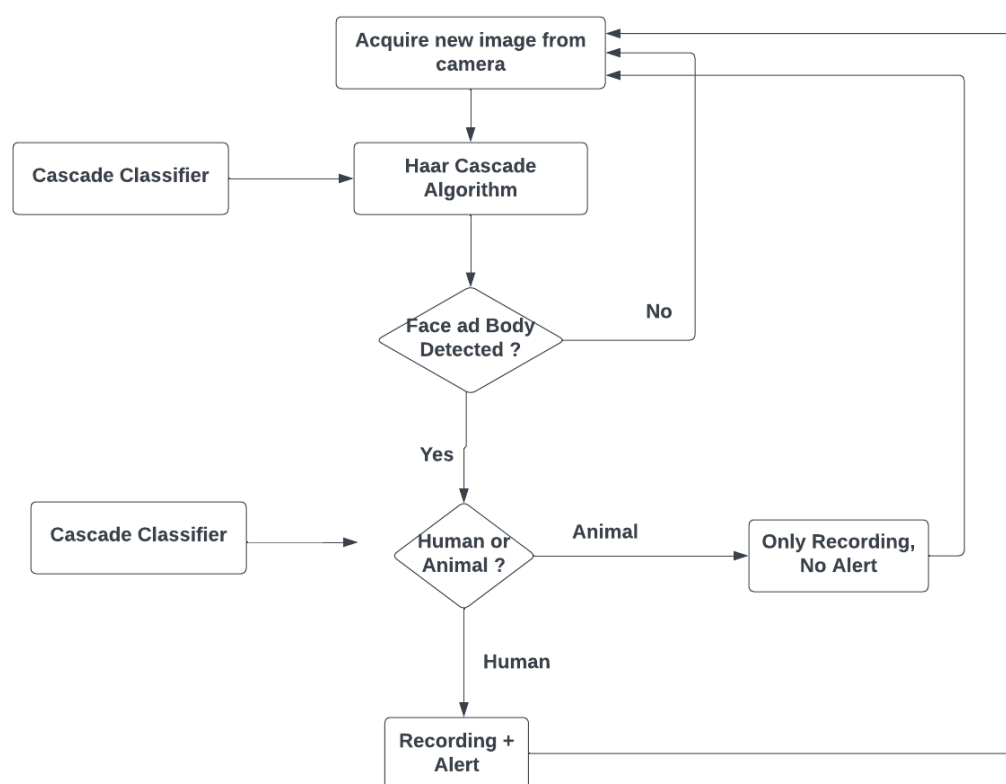 Acquire new image from
camera
Cascade Classifier
Haar Cascade
Algorithm
Face ad Body
Detected ?
No
Yes
Cascade Classifier
Human or
Animal ?
Animal
Only Recording,
No Alert
Human
Recording +
Alert